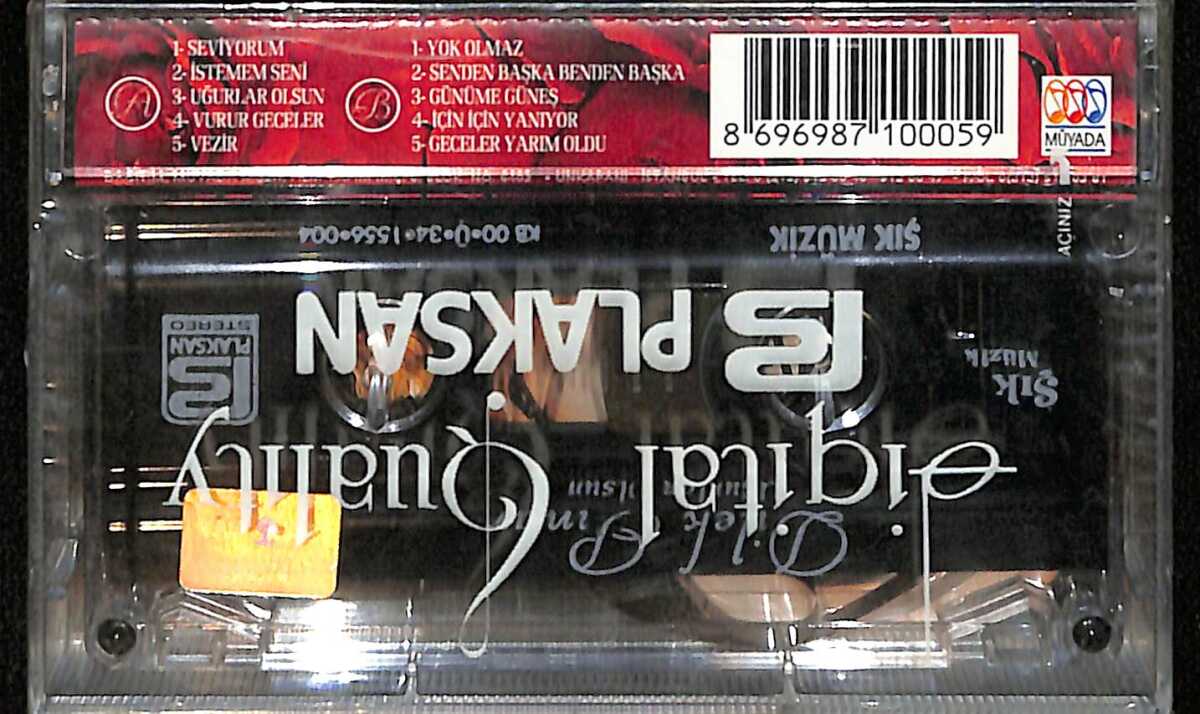 A
1- SEVİYORUM
2- İSTEMEM SENİ
3- UĞURLAR OLSUN
4- VURUR GECELER
5- VEZİR
B
1- YOK OLMAZ
2- SENDEN BAŞKA BENDEN BAŞKA
3- GÜNÜME GÜNEŞ
4- İÇİN İÇİN YANIYOR
5- GECELER YARIM OLDU
8 696987 100059
MÜYADA
AÇINIZ
ŞIK MÜZİK
KB 00•Ü•34•1556•004
PLAKSAN
PLAKSAN
STEREO
Şık
Müzik
Digital Quality
Dilek